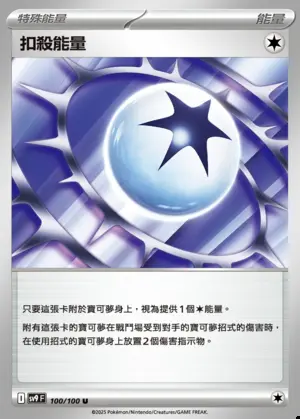 特殊能量 能量
扣殺能量
只要這張卡附於寶可夢身上，視為提供1個✷能量。
附有這張卡的寶可夢在戰鬥場受到對手的寶可夢招式的傷害時，
在使用招式的寶可夢身上放置2個傷害指示物。
sv9 F 100/100 U
©2025 Pokémon/Nintendo/Creatures/GAME FREAK.